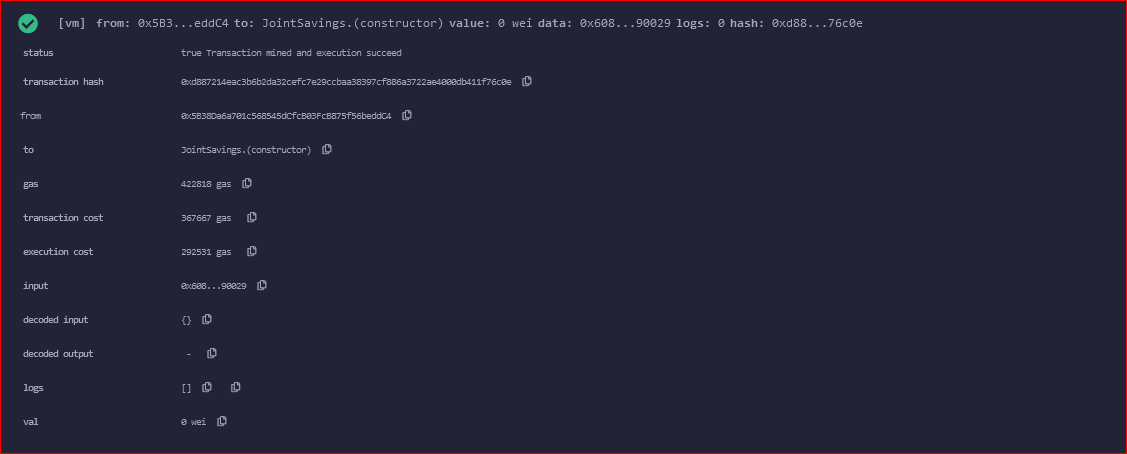 [vm] from: 0x5B3...eddC4 to: JointSavings.(constructor) value: 0 wei data: 0x608...90029 logs: 0 hash: 0xd88...76c0e
status true Transaction mined and execution succeed
transaction hash 0xd887214eac3b6b2da32cefc7e29ccbaa38397cf886a3722ae4000db411f76c0e
from 0x5B38Da6a701c568545dCfcB03FcB875f56beddC4
to JointSavings.(constructor)
gas 422818 gas
transaction cost 367667 gas
execution cost 292531 gas
input 0x608...90029
decoded input {}
decoded output -
logs []
val 0 wei